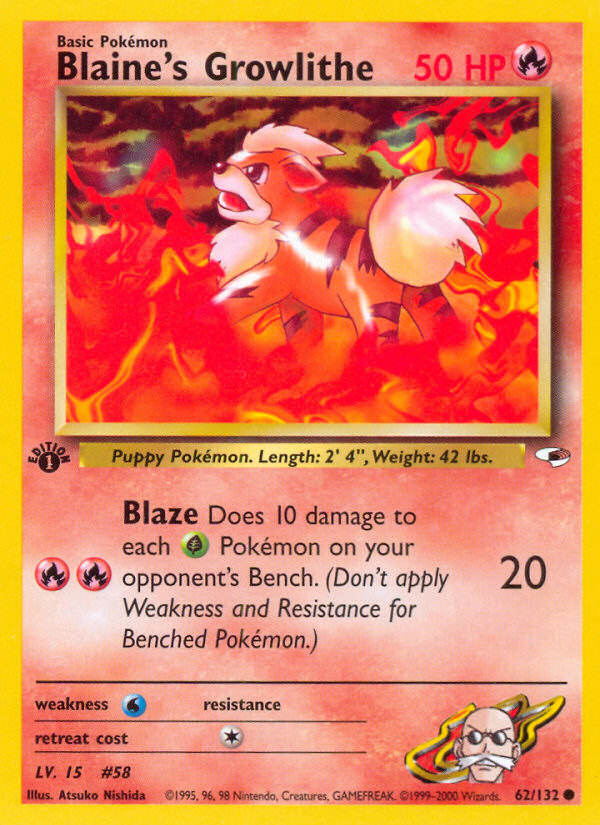 Basic Pokémon
Blaine's Growlithe 50 HP
EDITION
1
Puppy Pokémon. Length: 2' 4", Weight: 42 lbs.
Blaze Does 10 damage to
each Pokémon on your
opponent's Bench. (Don't apply
Weakness and Resistance for
Benched Pokémon.)
20
weakness resistance
retreat cost
LV. 15 #58
Illus. Atsuko Nishida ©1995, 96, 98 Nintendo, Creatures, GAMEFREAK. ©1999-2000 Wizards. 62/132